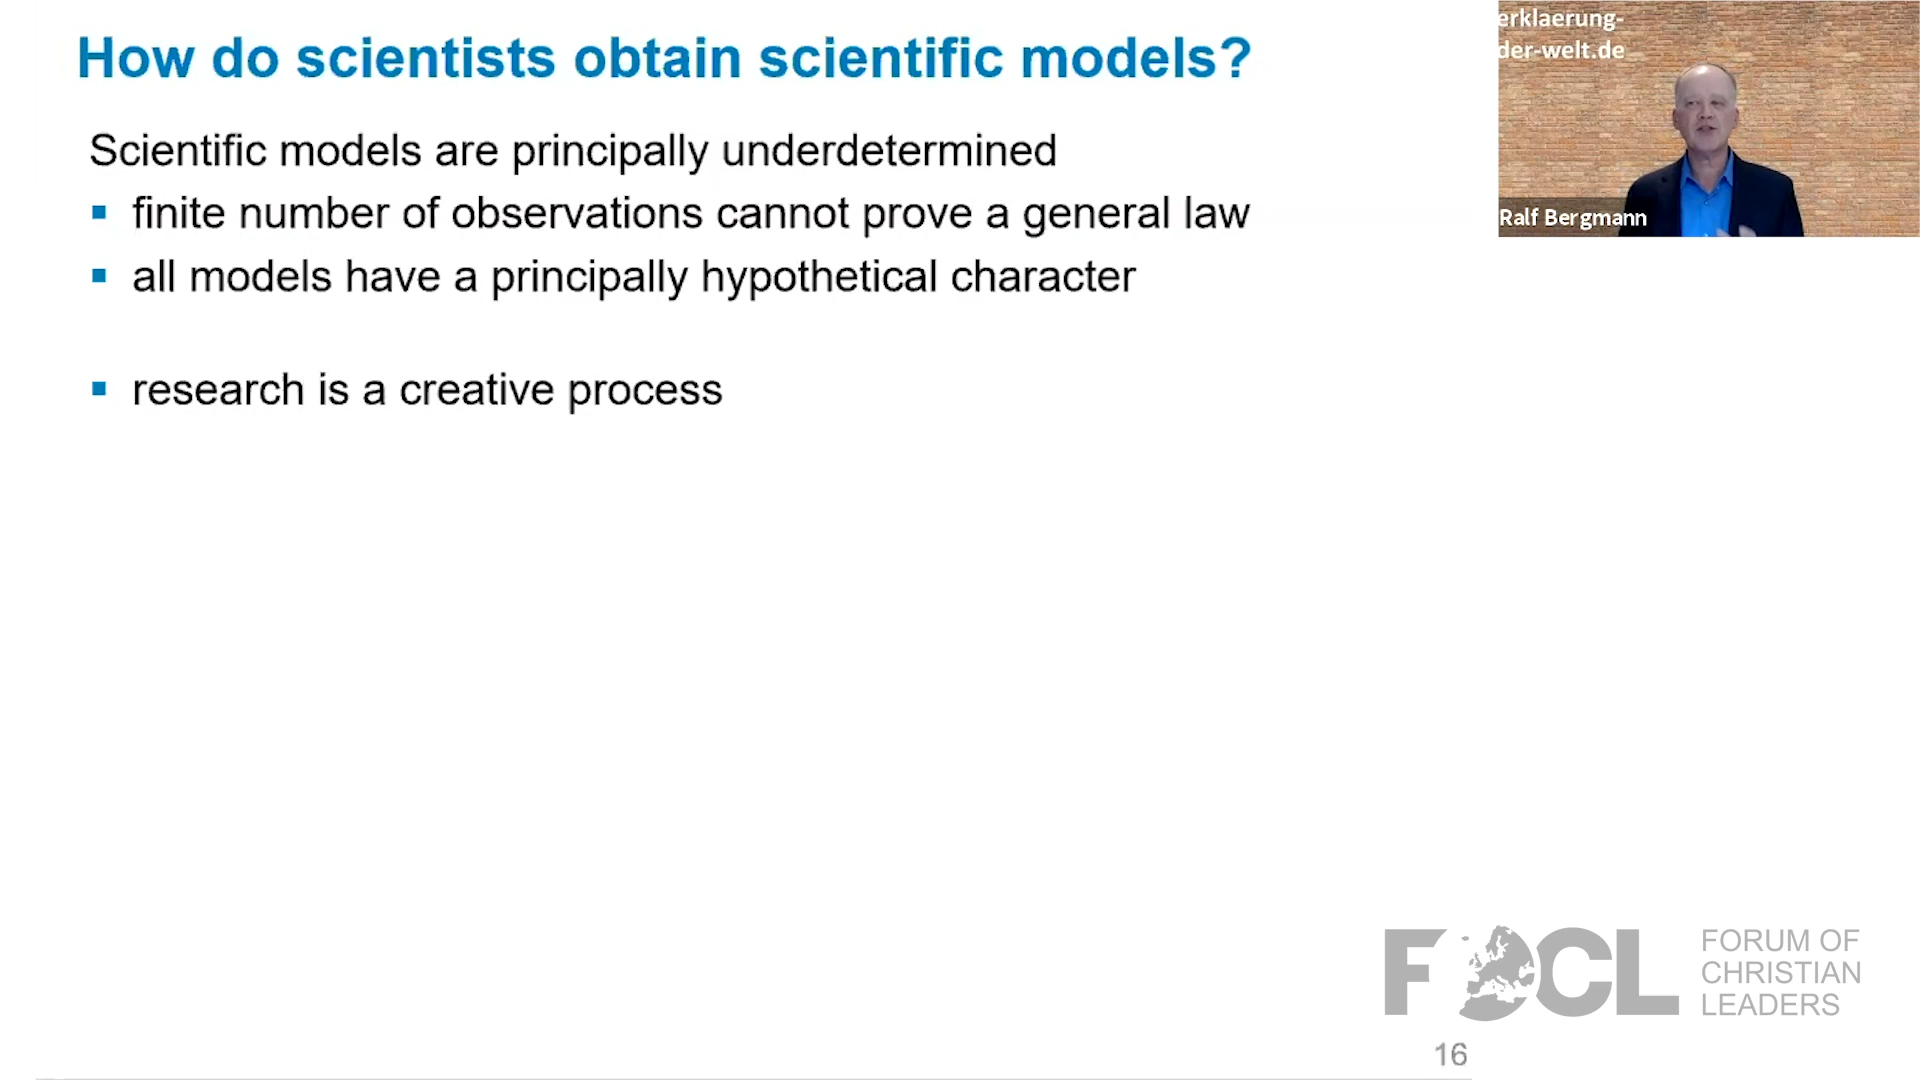 How do scientists obtain scientific models?
Scientific models are principally underdetermined
finite number of observations cannot prove a general law
all models have a principally hypothetical character
research is a creative process
erklaerung-
der-welt.de
Ralf Bergmann
FOCL
FORUM OF
CHRISTIAN
LEADERS
16